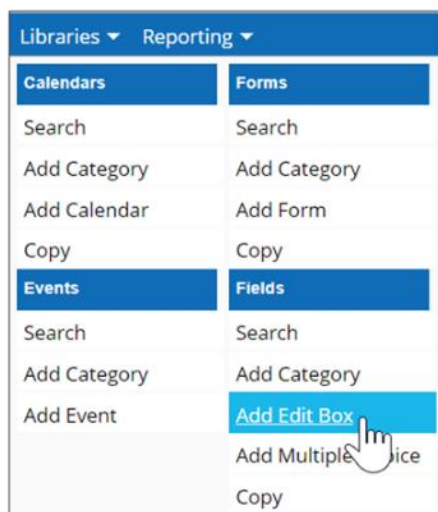 Libraries Reporting
Calendars
Search
Add Category
Add Calendar
Copy
Events
Search
Add Category
Add Event
Forms
Search
Add Category
Add Form
Copy
Fields
Search
Add Category
Add Edit Box
Add Multiple
Copy